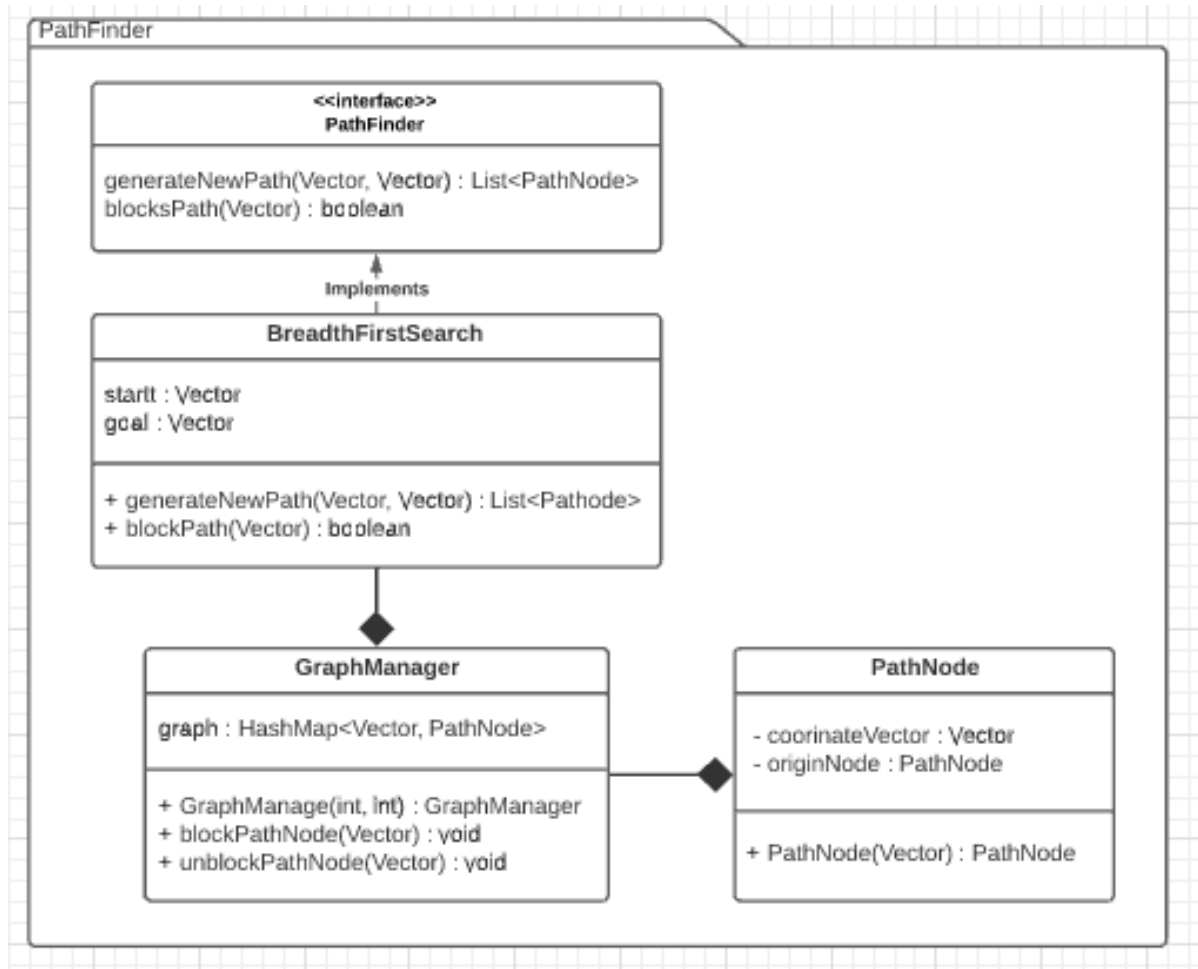 PathFinder
<<interface>>
PathFinder
generateNewPath(Vector, Vector) : List<PathNode>
blocksPath(Vector) : boolean
Implements
BreadthFirstSearch
startt : Vector
goal : Vector
+ generateNewPath(Vector, Vector) : List<Pathode>
+ blockPath(Vector) : boolean
GraphManager
graph : HashMap<Vector, PathNode>
+ GraphManage(int, int) : GraphManager
+ blockPathNode(Vector) : void
+ unblockPathNode(Vector) : void
PathNode
- coorinateVector : Vector
- originNode : PathNode
+ PathNode(Vector) : PathNode